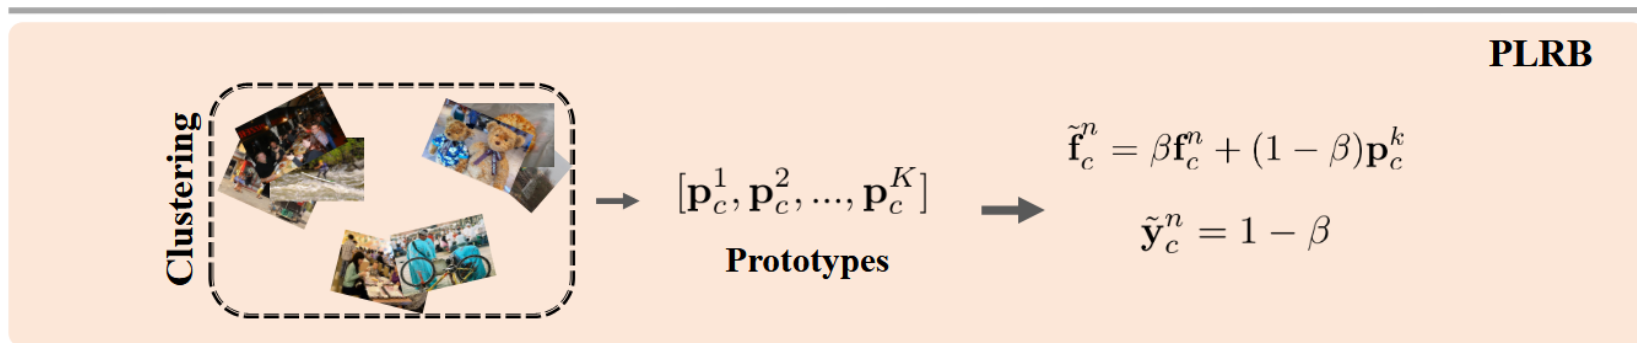 PLRB
Clustering
[p_c^1, p_c^2, ..., p_c^K]
Prototypes
f̃_c^n = βf_c^n + (1 − β)p_c^k
ỹ_c^n = 1 − β